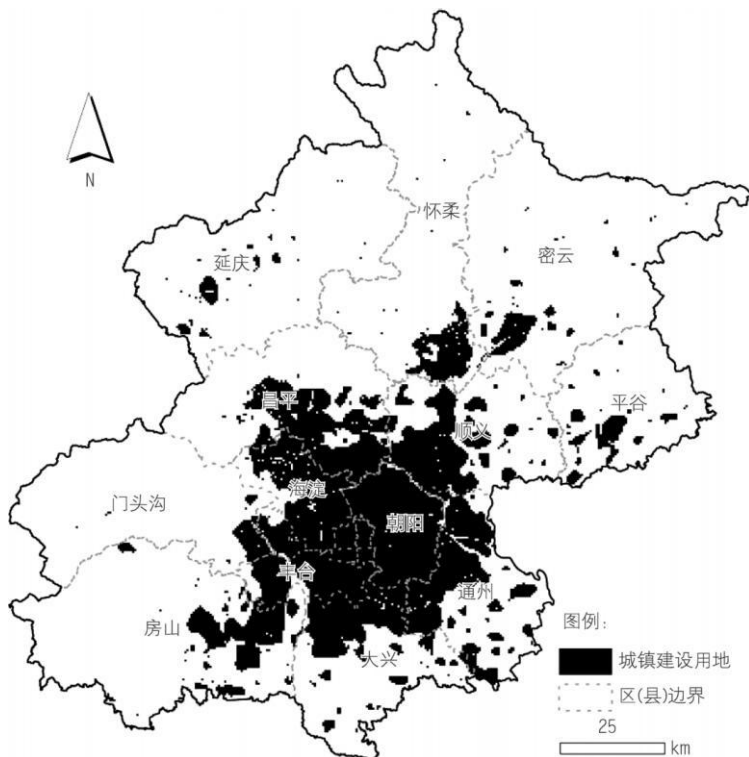 N
怀柔
延庆
密云
昌平
平谷
顺义
海淀
门头沟
朝阳
丰台
通州
房山
大兴
图例:
城镇建设用地
区(县)边界
25
km